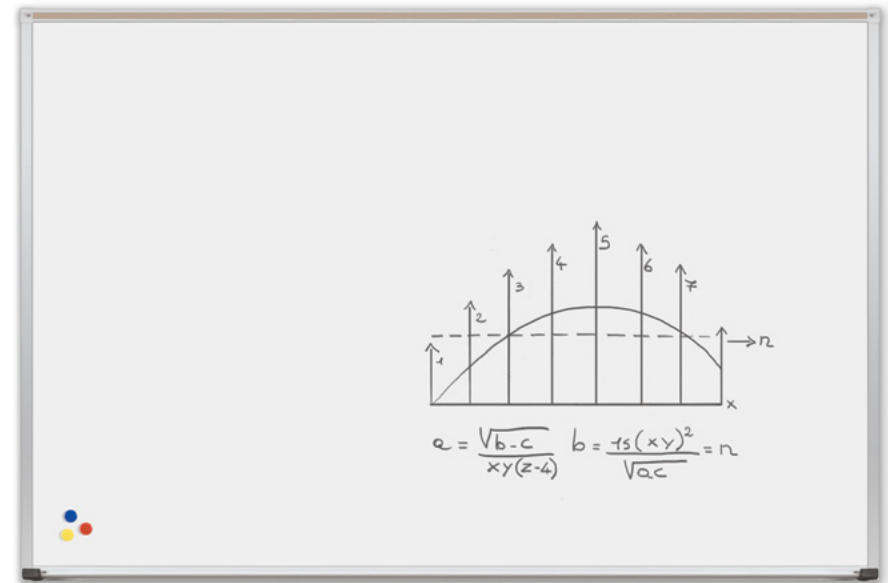 5
4
6
3
7
2
n
1
x
a = √(b-c) / xy(z-4) b = 15(xy)² / √(ac) = n